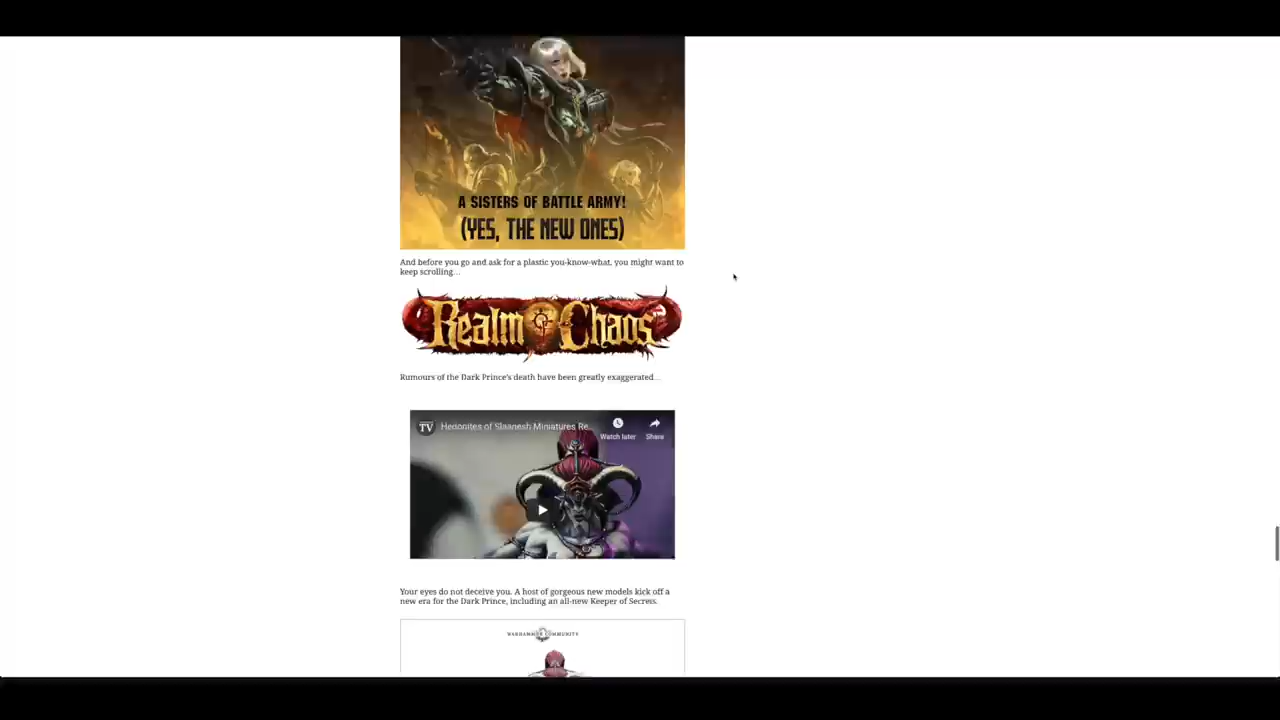 A SISTERS OF BATTLE ARMY!
(YES, THE NEW ONES)
And before you go and ask for a plastic you-know-what, you might want to
keep scrolling…
Realm Chaos
Rumours of the Dark Prince's death have been greatly exaggerated…
TV
Hedonites of Slaanesh Miniatures Re…
Watch later
Share
Your eyes do not deceive you. A host of gorgeous new models kick off a
new era for the Dark Prince, including an all-new Keeper of Secrets.
WARHAMMER COMMUNITY